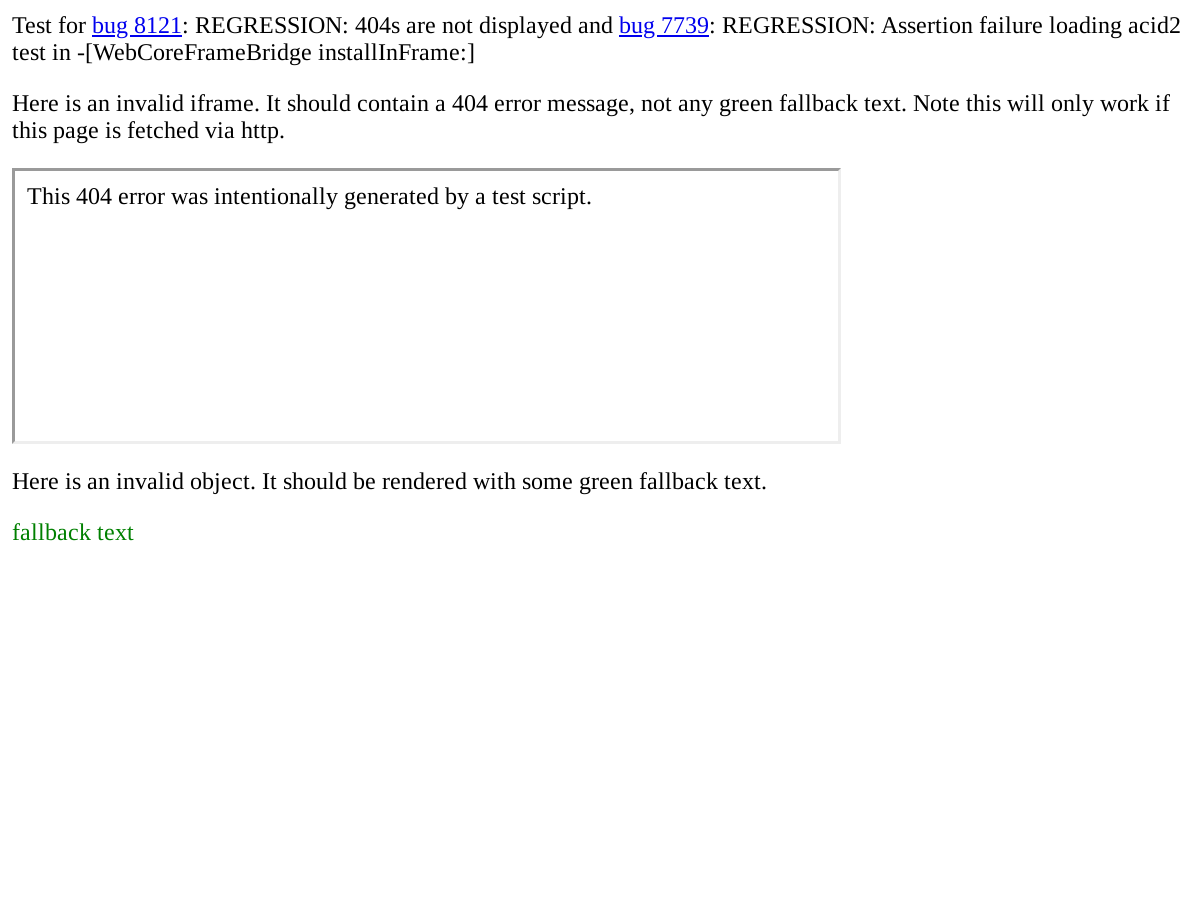 Test for bug 8121: REGRESSION: 404s are not displayed and bug 7739: REGRESSION: Assertion failure loading acid2
test in -[WebCoreFrameBridge installInFrame:]
Here is an invalid iframe. It should contain a 404 error message, not any green fallback text. Note this will only work if
this page is fetched via http.
This 404 error was intentionally generated by a test script.
Here is an invalid object. It should be rendered with some green fallback text.
fallback text